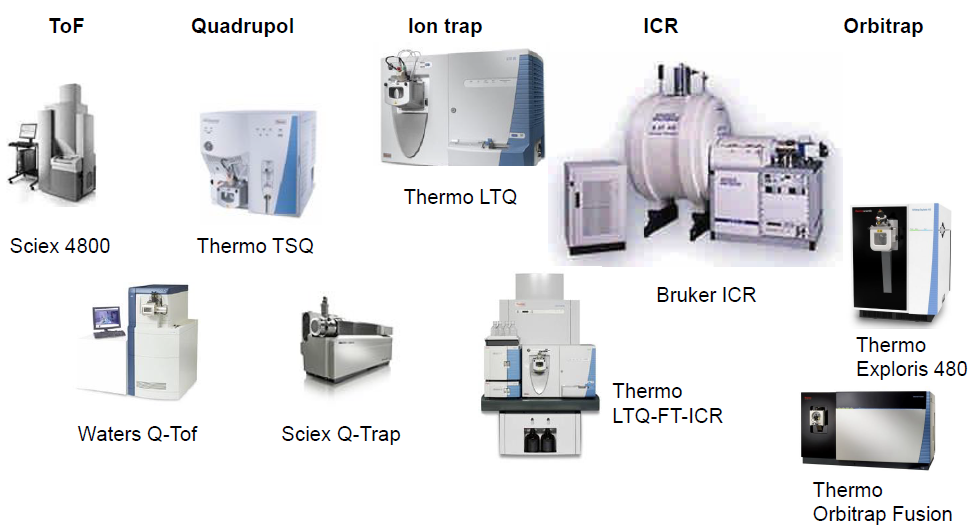 ToF
Quadrupol
Ion trap
ICR
Orbitrap
Thermo LTQ
Sciex 4800
Thermo TSQ
Bruker ICR
Thermo
Exploris 480
Thermo
LTQ-FT-ICR
Waters Q-Tof
Sciex Q-Trap
Thermo
Orbitrap Fusion